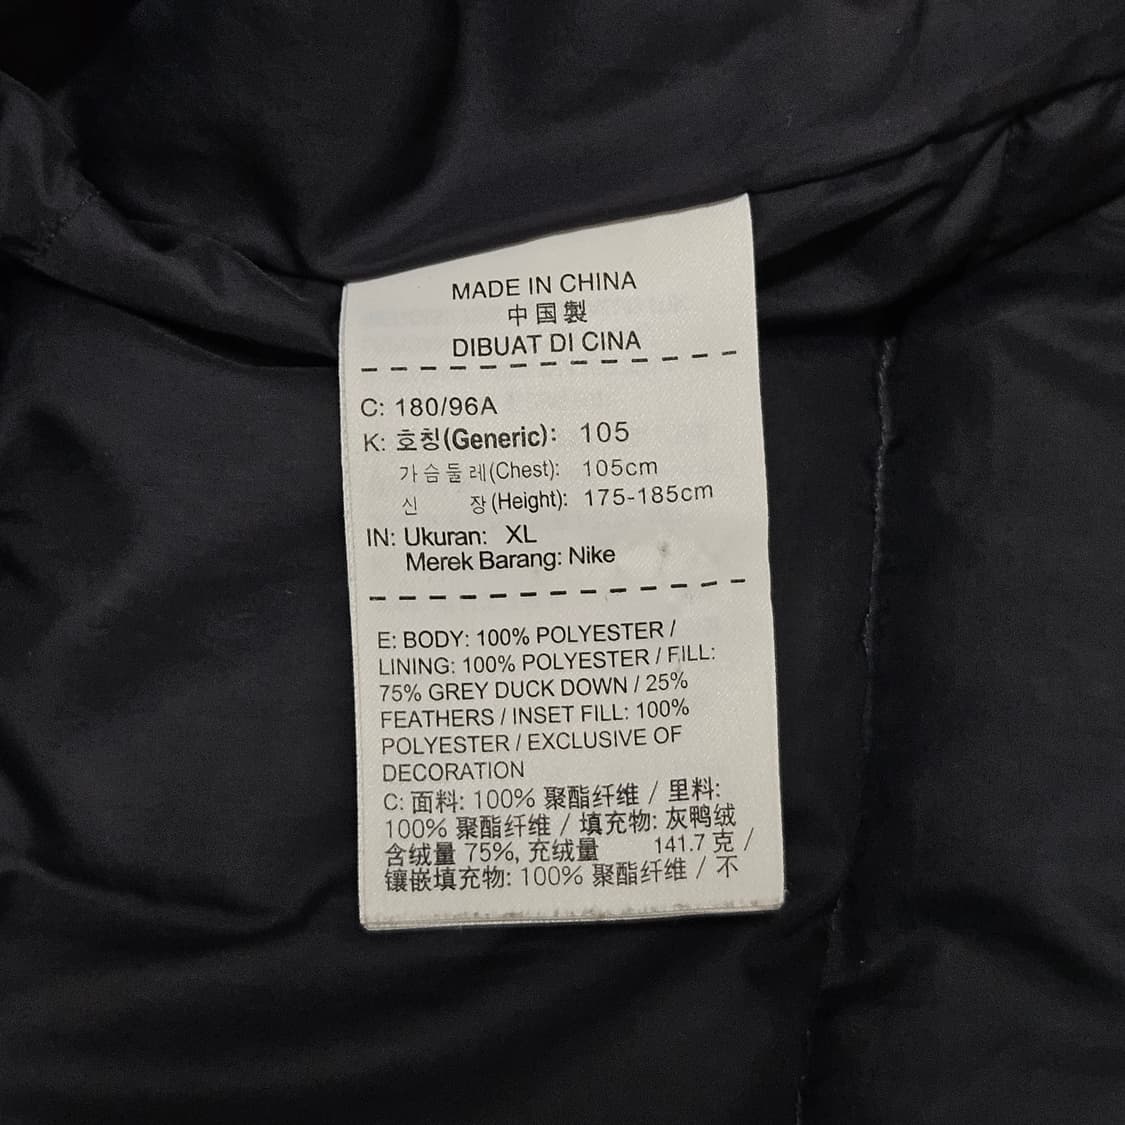 MADE IN CHINA
中国製
DIBUAT DI CINA
C: 180/96A
K: 호칭(Generic): 105
가슴둘레(Chest): 105cm
신 장(Height): 175-185cm
IN: Ukuran: XL
Merek Barang: Nike
E: BODY: 100% POLYESTER /
LINING: 100% POLYESTER / FILL:
75% GREY DUCK DOWN / 25%
FEATHERS / INSET FILL: 100%
POLYESTER / EXCLUSIVE OF
DECORATION
C: 面料: 100% 聚酯纤维 / 里料:
100% 聚酯纤维 / 填充物: 灰鸭绒
含绒量 75%, 充绒量 141.7 克 /
镶嵌填充物: 100% 聚酯纤维 / 不